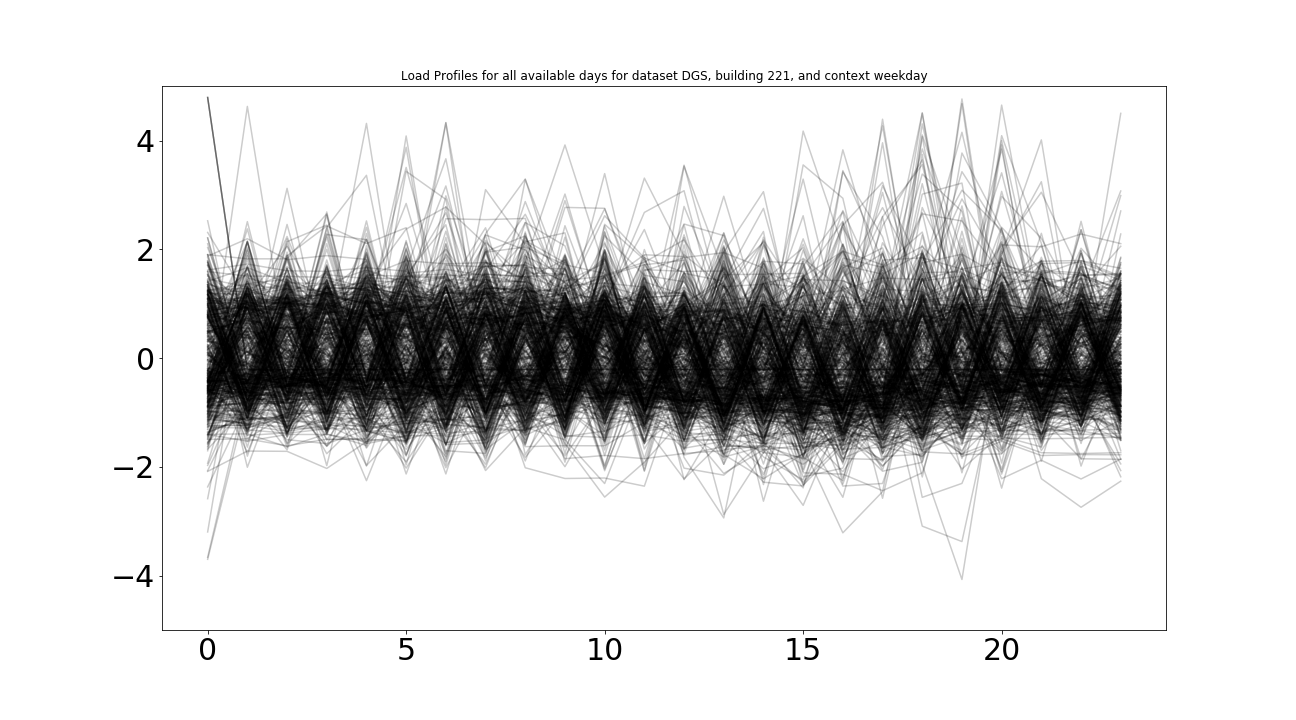 Load Profiles for all available days for dataset DGS, building 221, and context weekday
4
2
0
−2
−4
0 5 10 15 20